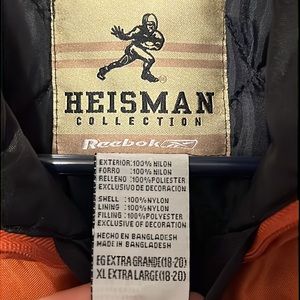 HEISMAN
COLLECTION
Reebok
EXTERIOR:100% NILON
FORRO :100% NILON
RELLENO :100%POLIESTER
EXCLUSIVO DE DECORACION
SHELL :100%NYLON
LINING :100%NYLON
FILLING :100%POLYESTER
EXCLUSIVE OF DECORATION
HECHO EN BANGLADESH
MADE IN BANGLADESH
EG EXTRA GRANDE(18-20)
XL EXTRA LARGE(18-20)